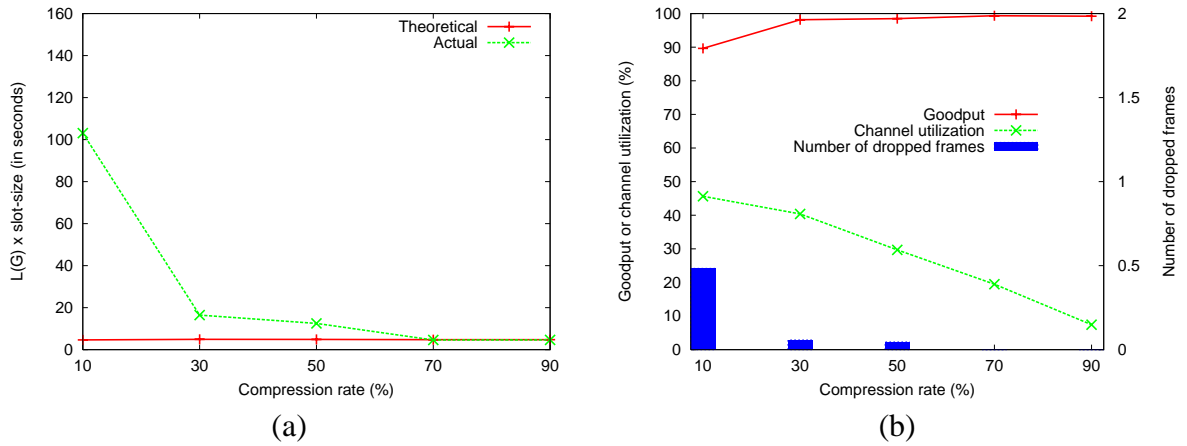 160
140
120
100
80
60
40
20
0
L(G) x slot-size (in seconds)
Theoretical
Actual
10 30 50 70 90
Compression rate (%)
(a)
100
90
80
70
60
50
40
30
20
10
0
Goodput or channel utilization (%)
Goodput
Channel utilization
Number of dropped frames
2
1.5
1
0.5
0
Number of dropped frames
10 30 50 70 90
Compression rate (%)
(b)